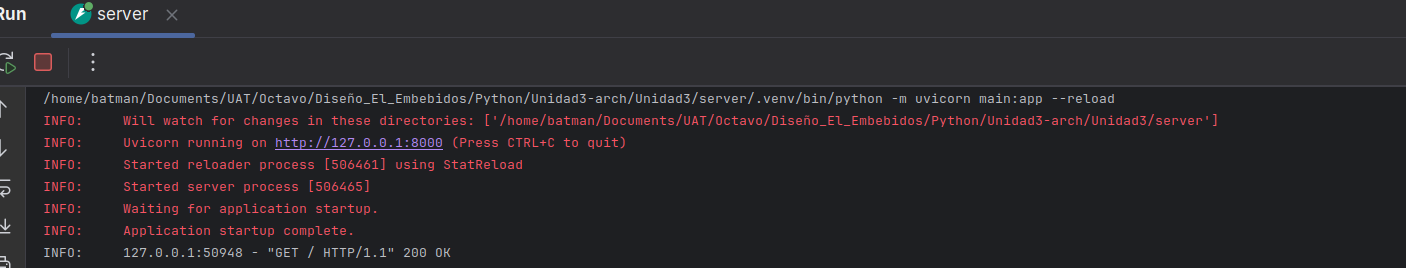 Run server
/home/batman/Documents/UAT/Octavo/Diseño_El_Embebidos/Python/Unidad3-arch/Unidad3/server/.venv/bin/python -m uvicorn main:app --reload
INFO:     Will watch for changes in these directories: ['/home/batman/Documents/UAT/Octavo/Diseño_El_Embebidos/Python/Unidad3-arch/Unidad3/server']
INFO:     Uvicorn running on http://127.0.0.1:8000 (Press CTRL+C to quit)
INFO:     Started reloader process [506461] using StatReload
INFO:     Started server process [506465]
INFO:     Waiting for application startup.
INFO:     Application startup complete.
INFO:     127.0.0.1:50948 - "GET / HTTP/1.1" 200 OK